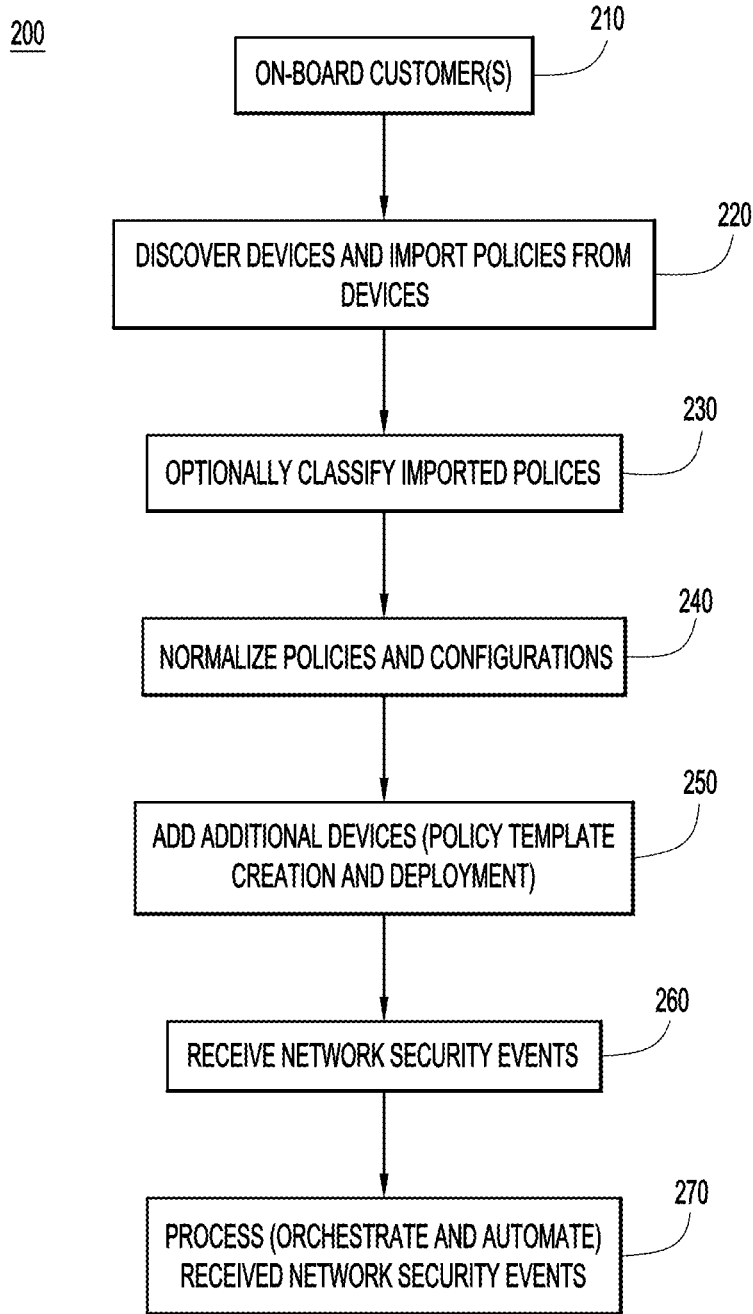 200
210
ON-BOARD CUSTOMER(S)
220
DISCOVER DEVICES AND IMPORT POLICIES FROM
DEVICES
230
OPTIONALLY CLASSIFY IMPORTED POLICES
240
NORMALIZE POLICIES AND CONFIGURATIONS
250
ADD ADDITIONAL DEVICES (POLICY TEMPLATE
CREATION AND DEPLOYMENT)
260
RECEIVE NETWORK SECURITY EVENTS
270
PROCESS (ORCHESTRATE AND AUTOMATE)
RECEIVED NETWORK SECURITY EVENTS